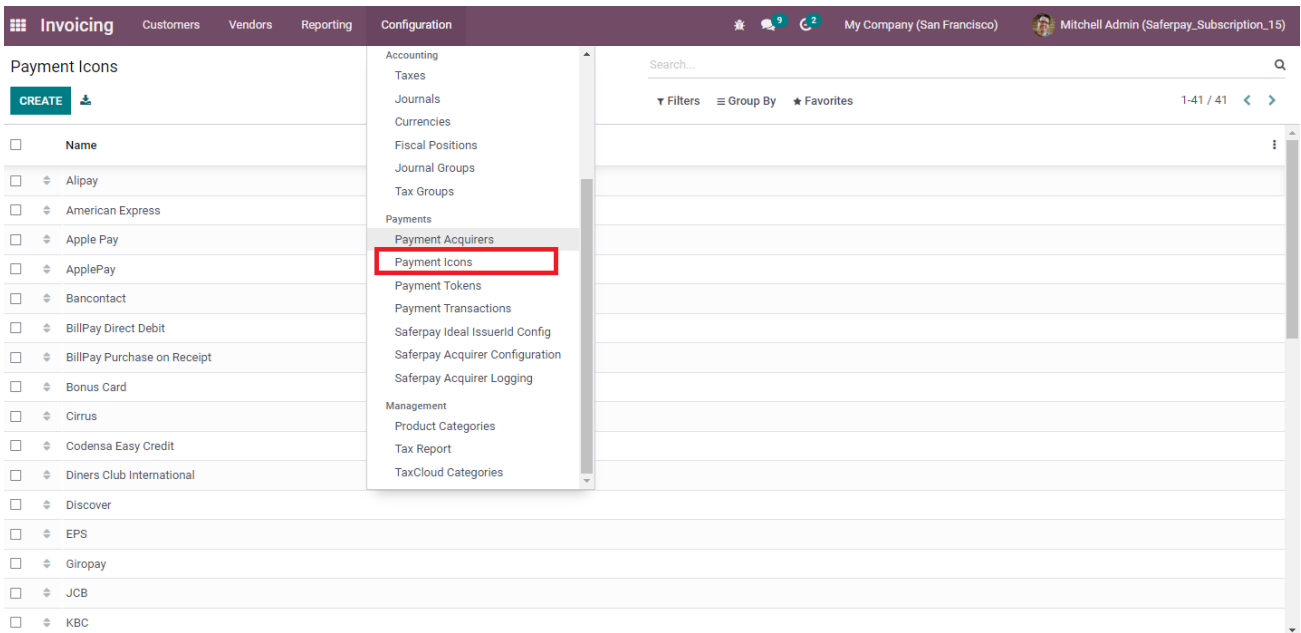 Invoicing Customers Vendors Reporting Configuration 9 2 My Company (San Francisco) Mitchell Admin (Saferpay_Subscription_15)
Payment Icons
Search...
CREATE
Filters Group By Favorites 1-41 / 41
Name
Alipay
American Express
Apple Pay
ApplePay
Bancontact
BillPay Direct Debit
BillPay Purchase on Receipt
Bonus Card
Cirrus
Codensa Easy Credit
Diners Club International
Discover
EPS
Giropay
JCB
KBC
Accounting
Taxes
Journals
Currencies
Fiscal Positions
Journal Groups
Tax Groups
Payments
Payment Acquirers
Payment Icons
Payment Tokens
Payment Transactions
Saferpay Ideal IssuerId Config
Saferpay Acquirer Configuration
Saferpay Acquirer Logging
Management
Product Categories
Tax Report
TaxCloud Categories